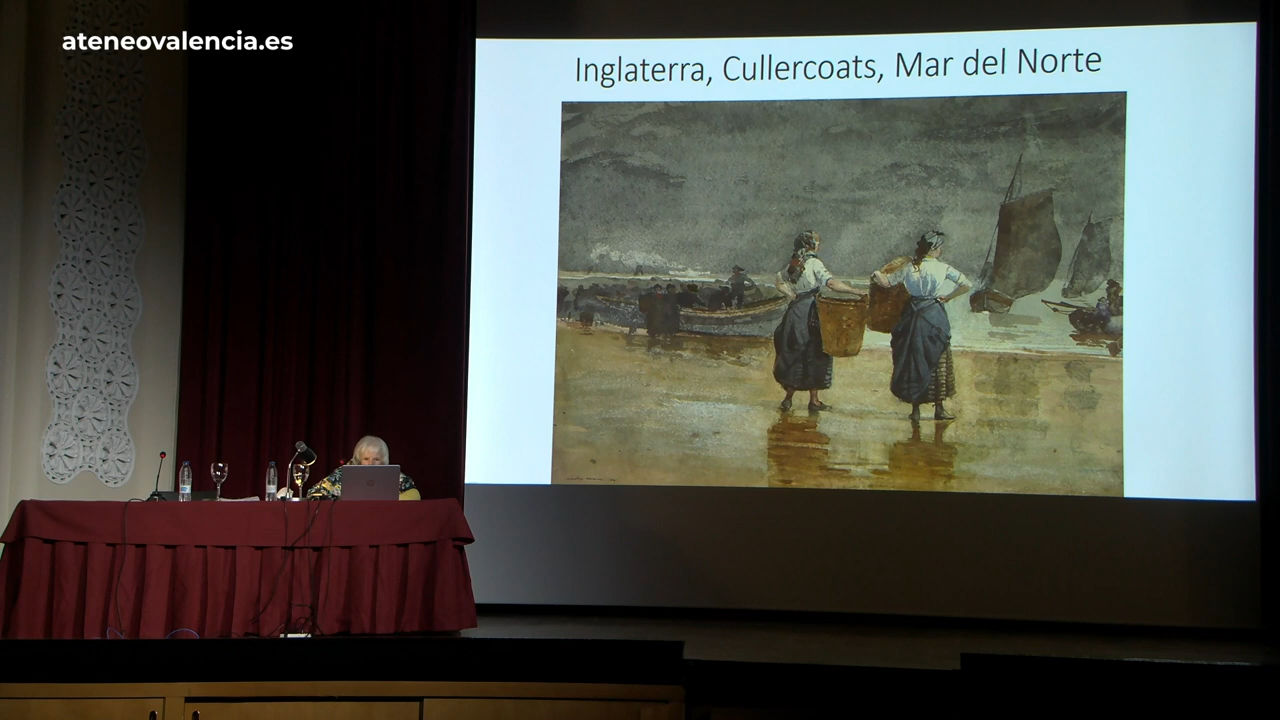 ateneovalencia.es
Inglaterra, Cullercoats, Mar del Norte